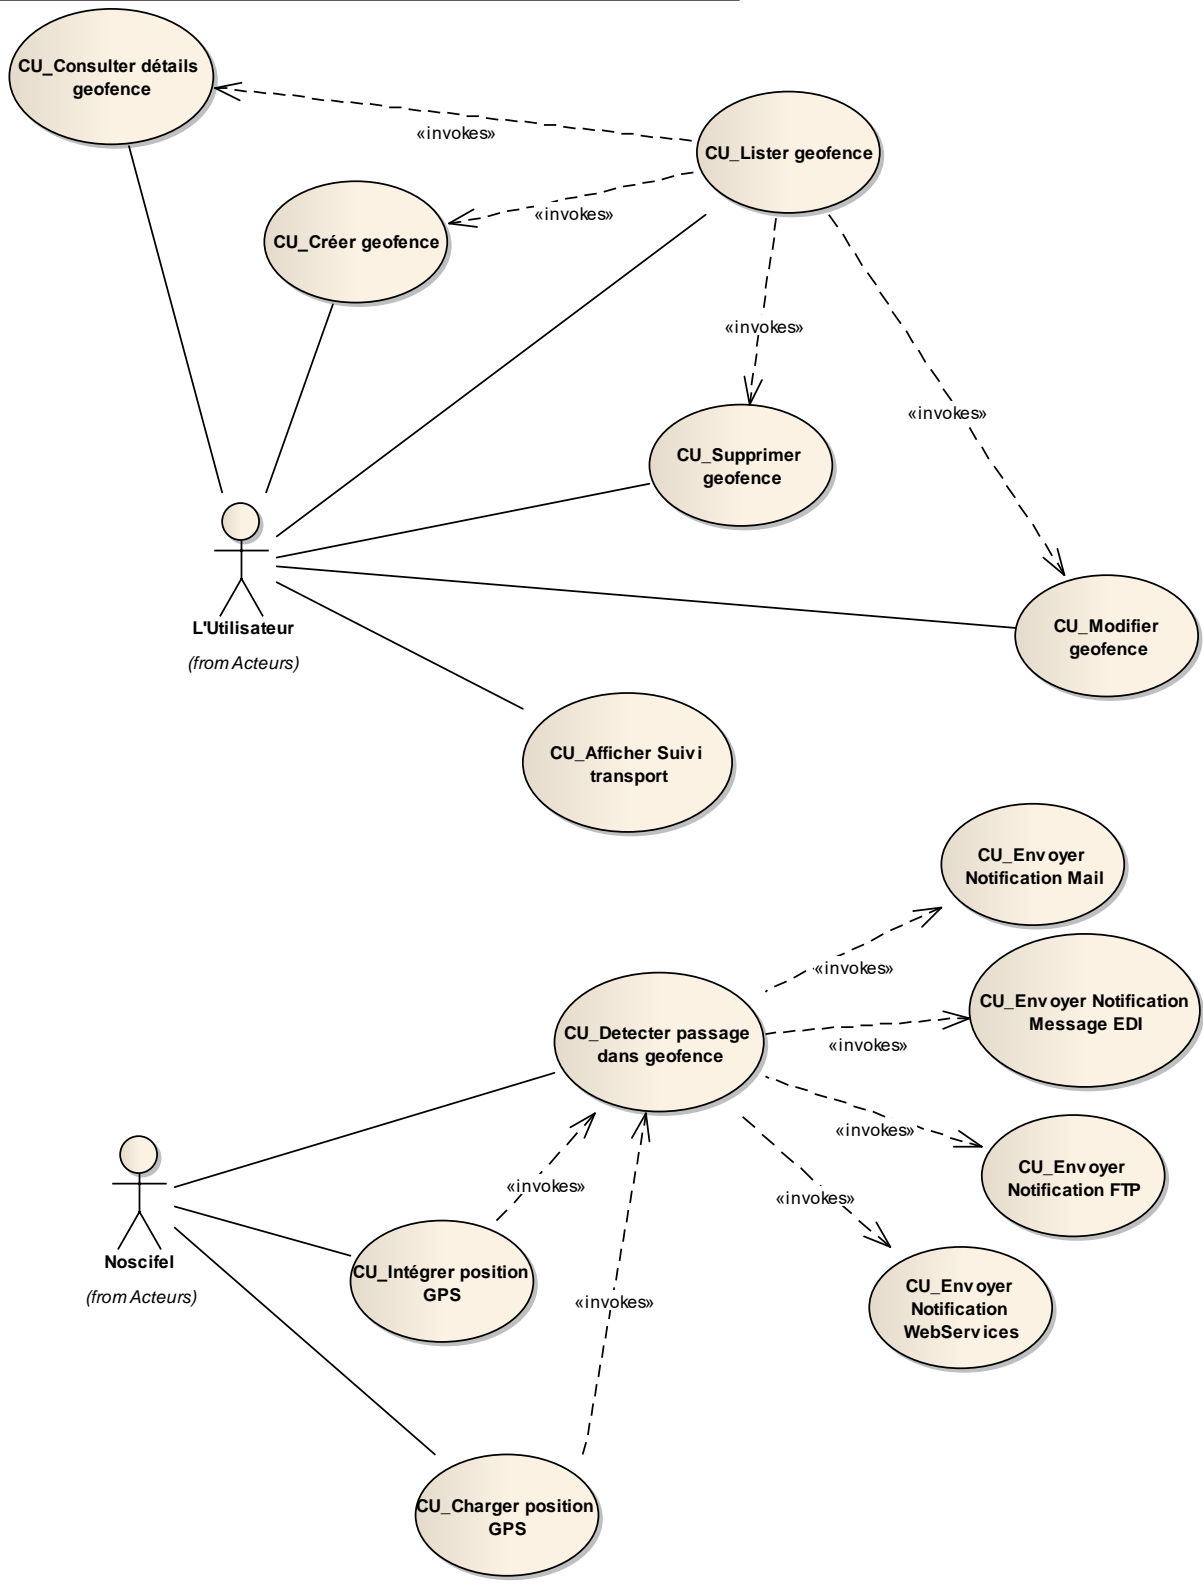 CU_Consulter détails
geofence
«invokes»
CU_Lister geofence
«invokes»
CU_Créer geofence
«invokes»
«invokes»
CU_Supprimer
geofence
L'Utilisateur
(from Acteurs)
CU_Modifier
geofence
CU_Afficher Suivi
transport
CU_Envoyer
Notification Mail
«invokes»
CU_Envoyer Notification
Message EDI
«invokes»
CU_Detecter passage
dans geofence
«invokes»
CU_Envoyer
Notification FTP
«invokes»
«invokes»
Noscifel
(from Acteurs)
CU_Intégrer position
GPS
«invokes»
CU_Envoyer
Notification
WebServices
CU_Charger position
GPS